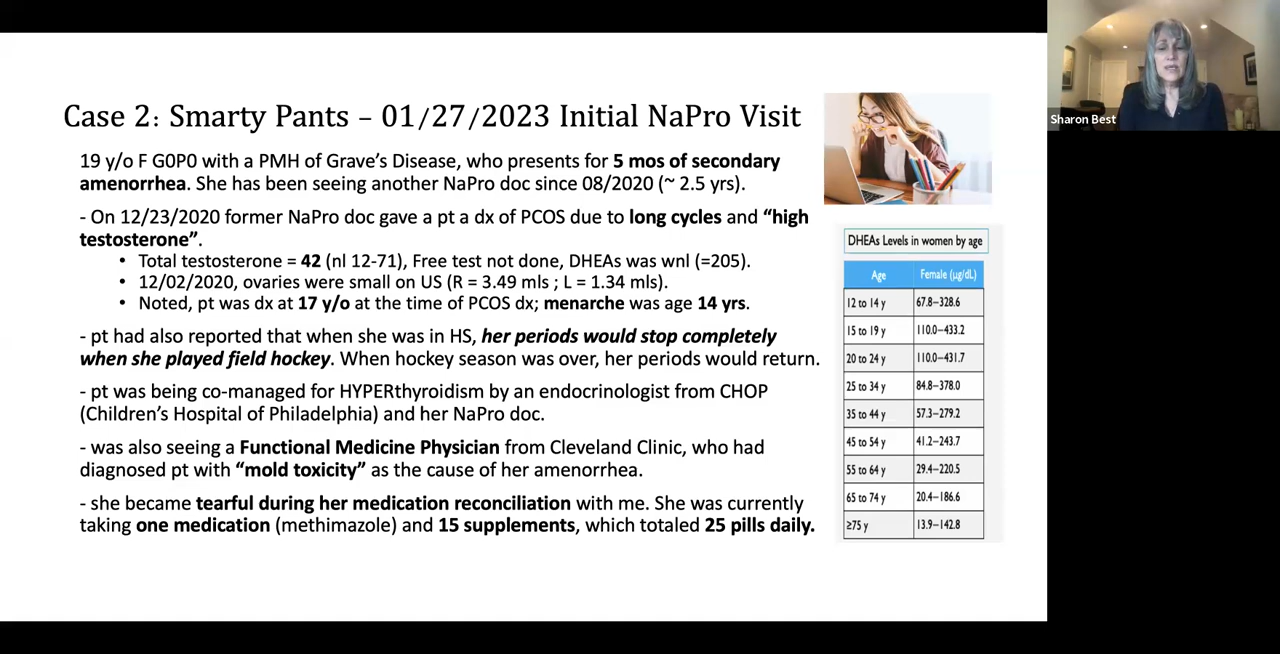 Case 2: Smarty Pants – 01/27/2023 Initial NaPro Visit
Sharon Best
19 y/o F G0P0 with a PMH of Grave's Disease, who presents for 5 mos of secondary
amenorrhea. She has been seeing another NaPro doc since 08/2020 (~ 2.5 yrs).
- On 12/23/2020 former NaPro doc gave a pt a dx of PCOS due to long cycles and "high
testosterone".
• Total testosterone = 42 (nl 12-71), Free test not done, DHEAs was wnl (=205).
• 12/02/2020, ovaries were small on US (R = 3.49 mls ; L = 1.34 mls).
• Noted, pt was dx at 17 y/o at the time of PCOS dx; menarche was age 14 yrs.
- pt had also reported that when she was in HS, her periods would stop completely
when she played field hockey. When hockey season was over, her periods would return.
- pt was being co-managed for HYPERthyroidism by an endocrinologist from CHOP
(Children's Hospital of Philadelphia) and her NaPro doc.
- was also seeing a Functional Medicine Physician from Cleveland Clinic, who had
diagnosed pt with "mold toxicity" as the cause of her amenorrhea.
- she became tearful during her medication reconciliation with me. She was currently
taking one medication (methimazole) and 15 supplements, which totaled 25 pills daily.
DHEAs Levels in women by age
Age Female (µg/dL)
12 to 14 y 67.8–328.6
15 to 19 y 110.0–433.2
20 to 24 y 110.0–431.7
25 to 34 y 84.8–378.0
35 to 44 y 57.3–279.2
45 to 54 y 41.2–243.7
55 to 64 y 29.4–220.5
65 to 74 y 20.4–186.6
≥75 y 13.9–142.8